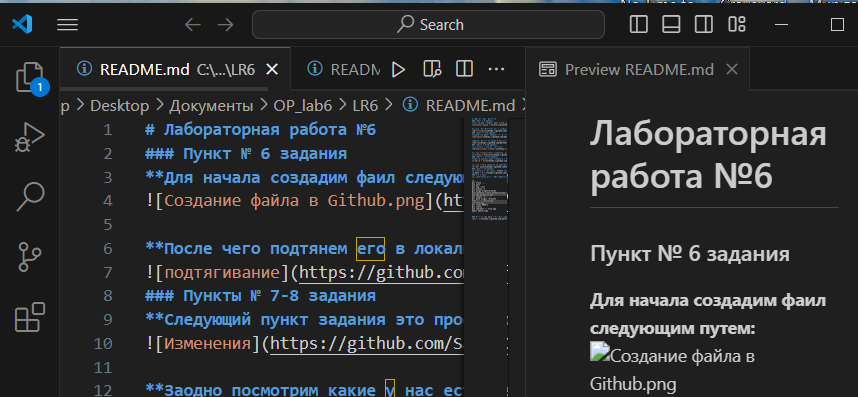 Search
README.md C:\...\LR6
READM
Preview README.md
p > Desktop > Документы > OP_lab6 > LR6 > README.md >
1 # Лабораторная работа №6
2 ### Пункт № 6 задания
3 **Для начала создадим фаил следую
4 ![Создание файла в Github.png](ht
5
6 **После чего подтянем его в локаль
7 ![подтягивание](https://github.co
8 ### Пункты № 7-8 задания
9 **Следующий пункт задания это про
10 ![Изменения](https://github.com/S
11
12 **Заодно посмотрим какие у нас ест
1
Лабораторная
работа №6
Пункт № 6 задания
Для начала создадим фаил
следующим путем:
Создание файла в
Github.png